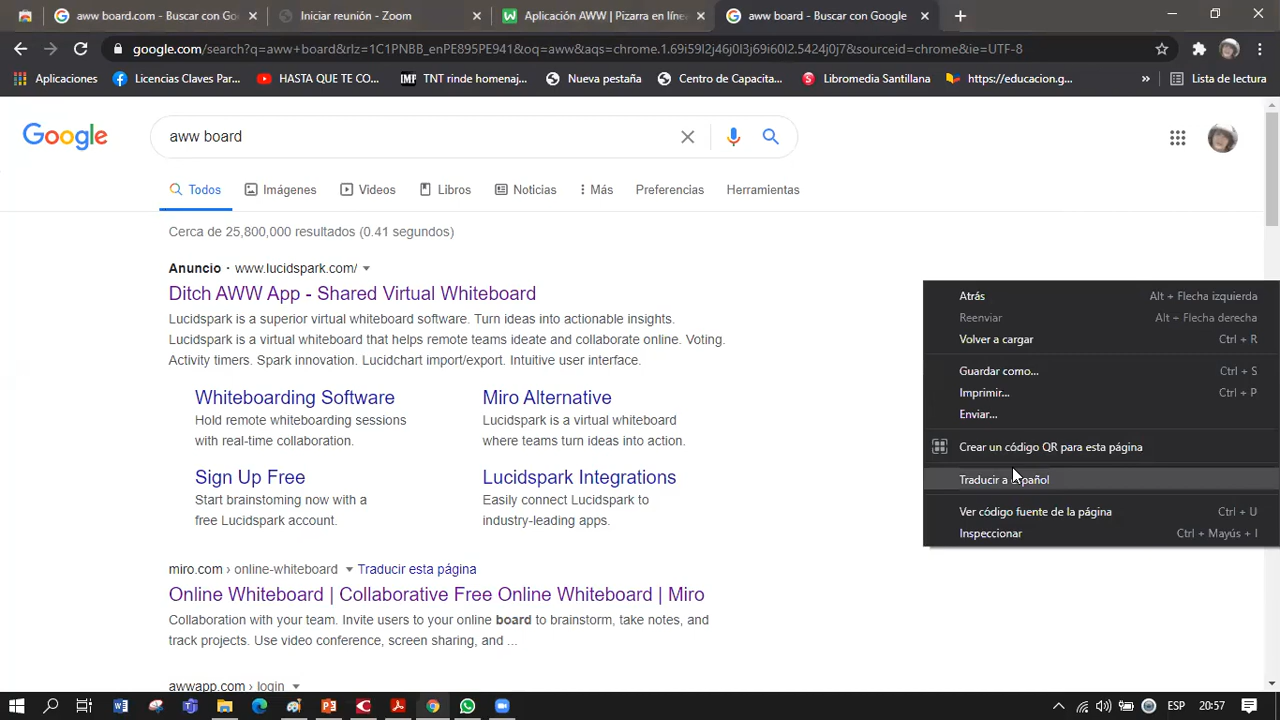 aww board.com - Buscar con Go
Iniciar reunión - Zoom
Aplicación AWW | Pizarra en líne
aww board - Buscar con Google
google.com/search?q=aww+board&rlz=1C1PNBB_enPE895PE941&oq=aww&aqs=chrome.1.69i59l2j46j0l3j69i60l2.5424j0j7&sourceid=chrome&ie=UTF-8
Aplicaciones
Licencias Claves Par...
HASTA QUE TE CO...
TNT rinde homenaj...
Nueva pestaña
Centro de Capacita...
Libromedia Santillana
https://educacion.g...
»
Lista de lectura
Google
aww board
Todos
Imágenes
Videos
Libros
Noticias
Más
Preferencias
Herramientas
Cerca de 25,800,000 resultados (0.41 segundos)
Anuncio · www.lucidspark.com/
Ditch AWW App - Shared Virtual Whiteboard
Lucidspark is a superior virtual whiteboard software. Turn ideas into actionable insights.
Lucidspark is a virtual whiteboard that helps remote teams ideate and collaborate online. Voting.
Activity timers. Spark innovation. Lucidchart import/export. Intuitive user interface.
Whiteboarding Software
Hold remote whiteboarding sessions
with real-time collaboration.
Miro Alternative
Lucidspark is a virtual whiteboard
where teams turn ideas into action.
Sign Up Free
Start brainstoming now with a
free Lucidspark account.
Lucidspark Integrations
Easily connect Lucidspark to
industry-leading apps.
miro.com › online-whiteboard Traducir esta página
Online Whiteboard | Collaborative Free Online Whiteboard | Miro
Collaboration with your team. Invite users to your online board to brainstorm, take notes, and
track projects. Use video conference, screen sharing, and ...
awwapp.com › login
Atrás Alt + Flecha izquierda
Reenviar Alt + Flecha derecha
Volver a cargar Ctrl + R
Guardar como... Ctrl + S
Imprimir... Ctrl + P
Enviar...
Crear un código QR para esta página
Traducir a español
Ver código fuente de la página Ctrl + U
Inspeccionar Ctrl + Mayús + I
ESP
20:57